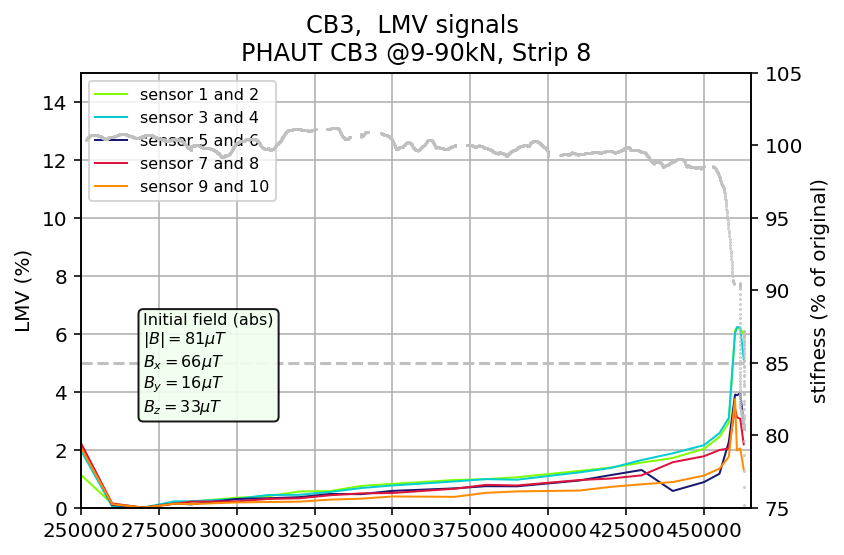 CB3,  LMV signals
PHAUT CB3 @9-90kN, Strip 8
LMV (%)
14
12
10
8
6
4
2
0
sensor 1 and 2
sensor 3 and 4
sensor 5 and 6
sensor 7 and 8
sensor 9 and 10
Initial field (abs)
|B| = 81μT
Bₓ = 66μT
Bᵧ = 16μT
B_z = 33μT
105
100
95
90
85
80
75
stifness (% of original)
250000 275000 300000 325000 350000 375000 400000 425000 450000